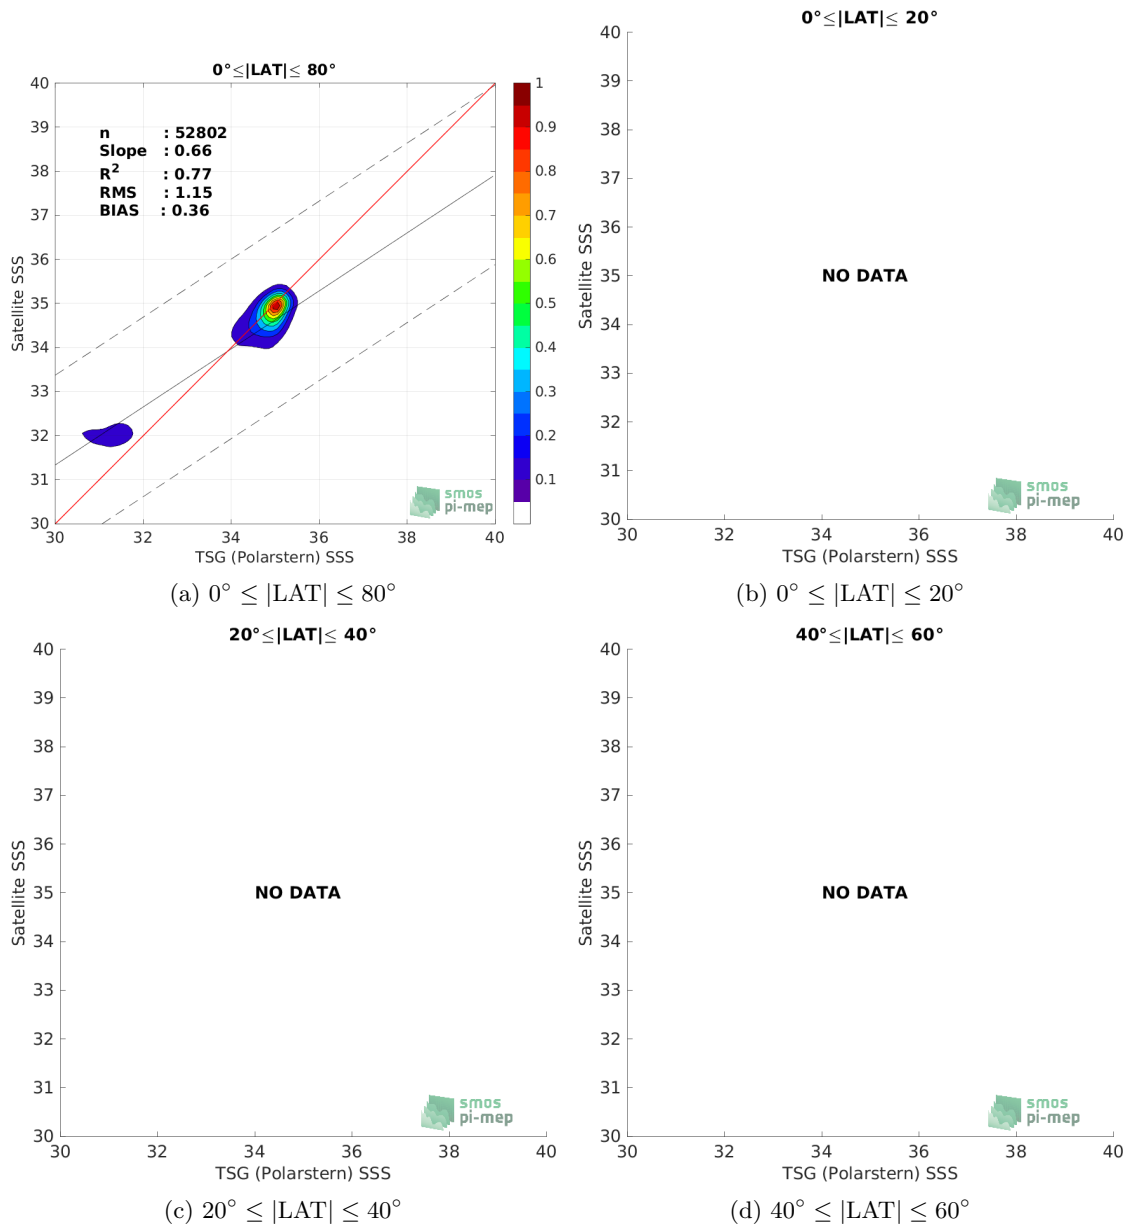 0°≤|LAT|≤ 80°
40
39
38
37
36
35
34
33
32
31
30
Satellite SSS
n : 52802
Slope : 0.66
R² : 0.77
RMS : 1.15
BIAS : 0.36
smos
pi-mep
30 32 34 36 38 40
TSG (Polarstern) SSS
1
0.9
0.8
0.7
0.6
0.5
0.4
0.3
0.2
0.1
(a) 0° ≤ |LAT| ≤ 80°
0°≤|LAT|≤ 20°
40
39
38
37
36
35
34
33
32
31
30
Satellite SSS
NO DATA
smos
pi-mep
30 32 34 36 38 40
TSG (Polarstern) SSS
(b) 0° ≤ |LAT| ≤ 20°
20°≤|LAT|≤ 40°
40
39
38
37
36
35
34
33
32
31
30
Satellite SSS
NO DATA
smos
pi-mep
30 32 34 36 38 40
TSG (Polarstern) SSS
(c) 20° ≤ |LAT| ≤ 40°
40°≤|LAT|≤ 60°
40
39
38
37
36
35
34
33
32
31
30
Satellite SSS
NO DATA
smos
pi-mep
30 32 34 36 38 40
TSG (Polarstern) SSS
(d) 40° ≤ |LAT| ≤ 60°